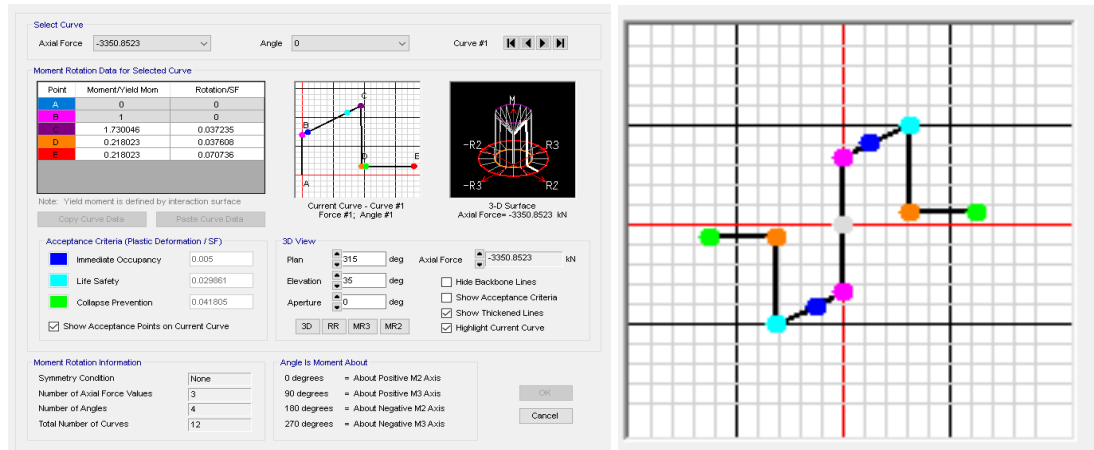 Select Curve
Axial Force -3350.8523 Angle 0 Curve #1
Moment Rotation Data for Selected Curve
Point Moment/Yield Mom Rotation/SF
A 0 0
B 1 0
C 1.730046 0.037235
D 0.218023 0.037608
E 0.218023 0.070736
Note: Yield moment is defined by interaction surface
Copy Curve Data Paste Curve Data
A B C D E
Current Curve - Curve #1
Force #1; Angle #1
M
-R2 R3
-R3 R2
3-D Surface
Axial Force= -3350.8523 kN
Acceptance Criteria (Plastic Deformation / SF)
Immediate Occupancy 0.005
Life Safety 0.029861
Collapse Prevention 0.041805
Show Acceptance Points on Current Curve
3D View
Plan 315 deg Axial Force -3350.8523 kN
Elevation 35 deg Hide Backbone Lines
Aperture 0 deg Show Acceptance Criteria
Show Thickened Lines
3D RR MR3 MR2 Highlight Current Curve
Moment Rotation Information
Symmetry Condition None
Number of Axial Force Values 3
Number of Angles 4
Total Number of Curves 12
Angle Is Moment About
0 degrees = About Positive M2 Axis
90 degrees = About Positive M3 Axis
180 degrees = About Negative M2 Axis
270 degrees = About Negative M3 Axis
OK
Cancel